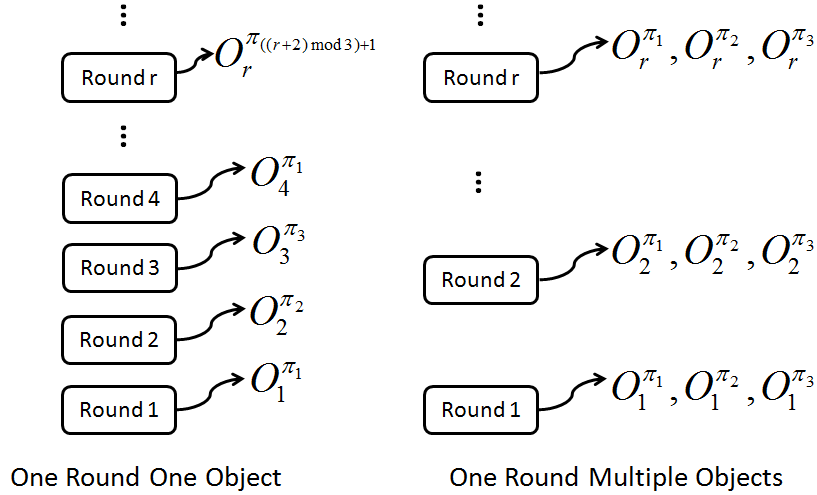 ⋮
Round r
O_r^{π_{((r+2) mod 3)+1}}
⋮
Round 4
O_4^{π_1}
Round 3
O_3^{π_3}
Round 2
O_2^{π_2}
Round 1
O_1^{π_1}
One Round One Object
⋮
Round r
O_r^{π_1}, O_r^{π_2}, O_r^{π_3}
⋮
Round 2
O_2^{π_1}, O_2^{π_2}, O_2^{π_3}
Round 1
O_1^{π_1}, O_1^{π_2}, O_1^{π_3}
One Round Multiple Objects